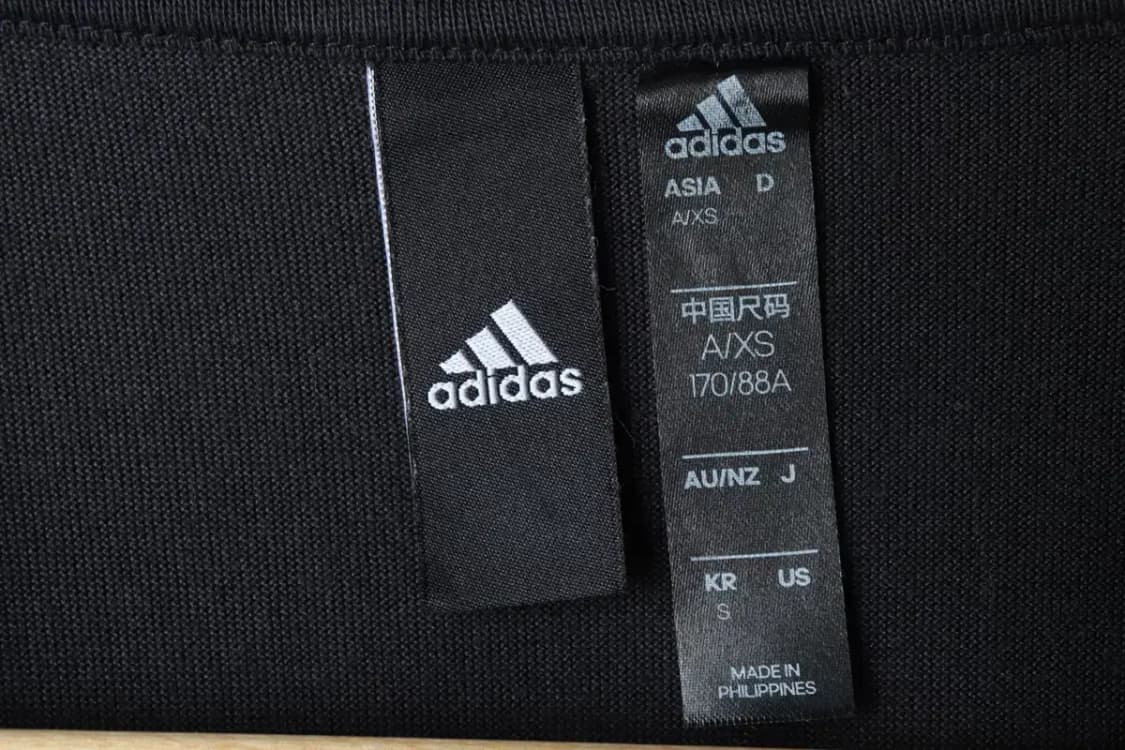 adidas
adidas
ASIA D
A/XS
中国尺码
A/XS
170/88A
AU/NZ J
KR US
S
MADE IN
PHILIPPINES